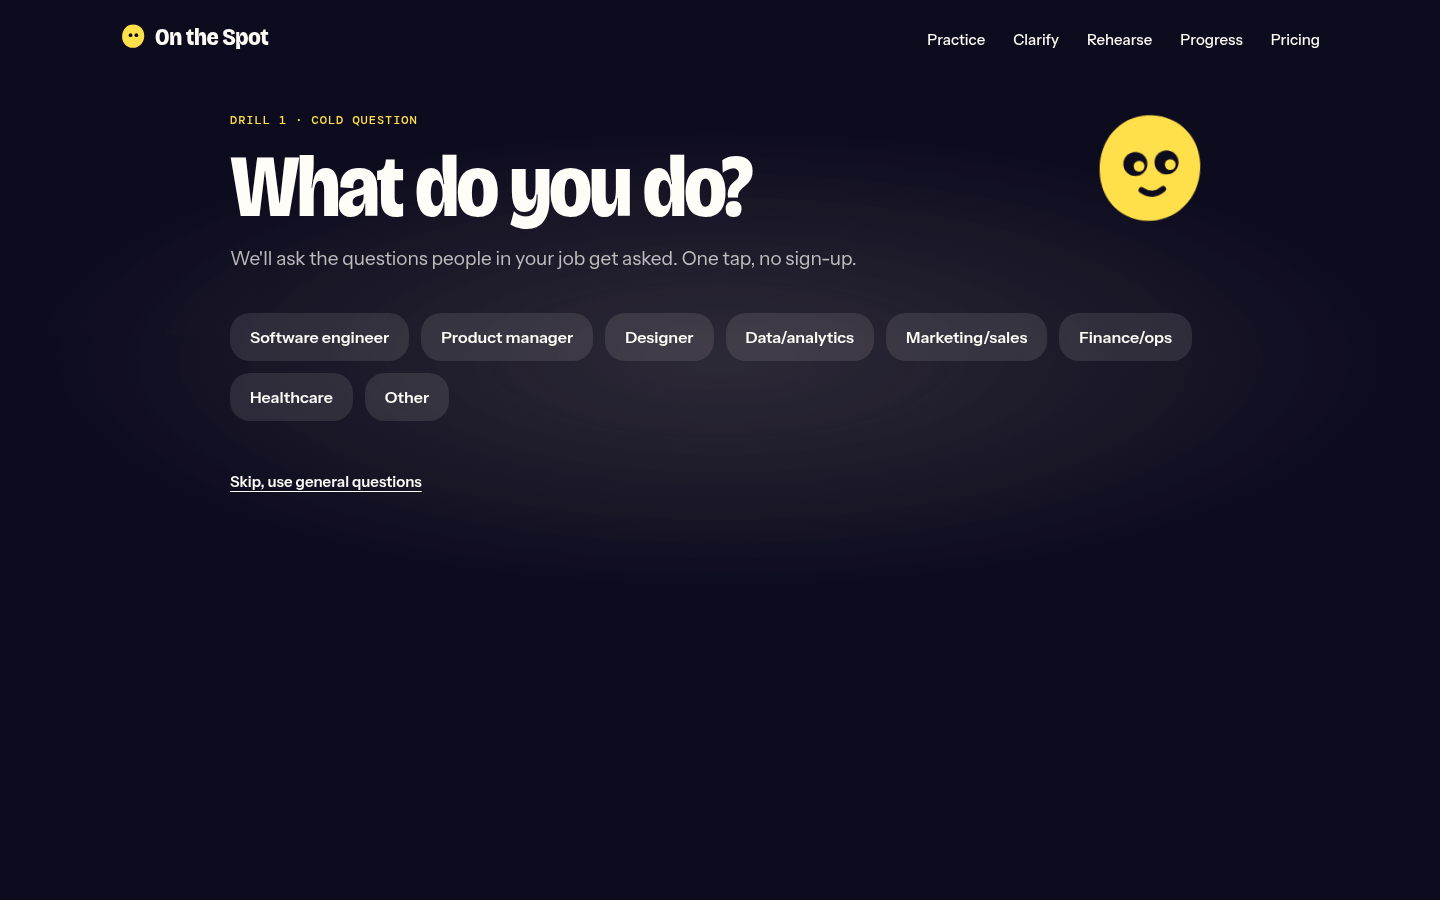 On the Spot
Practice Clarify Rehearse Progress Pricing
DRILL 1 · COLD QUESTION
What do you do?
We'll ask the questions people in your job get asked. One tap, no sign-up.
Software engineer Product manager Designer Data/analytics Marketing/sales Finance/ops
Healthcare Other
Skip, use general questions